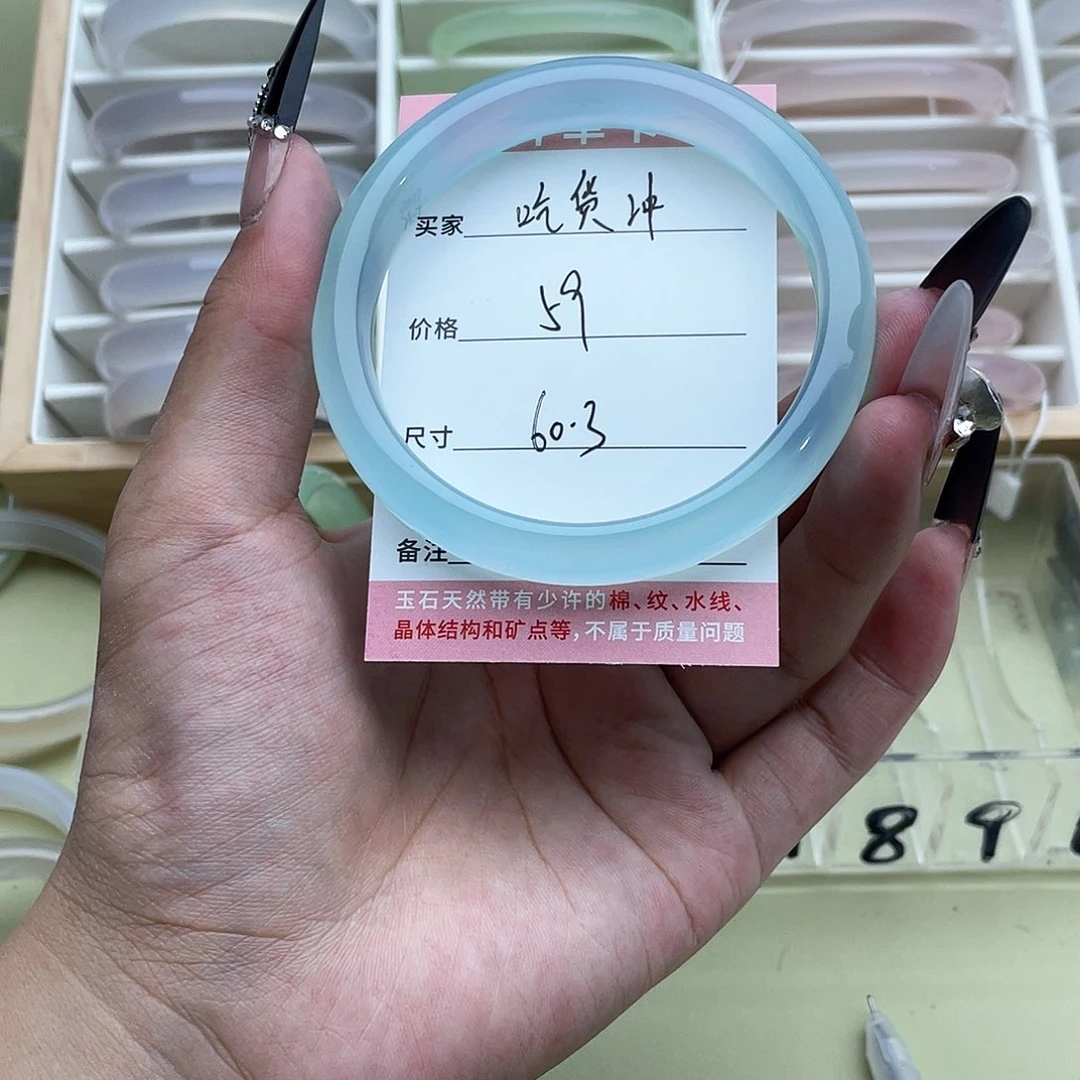 买家 吃货冲
价格 59
尺寸 60.3
备注
玉石天然带有少许的棉、纹、水线、
晶体结构和矿点等,不属于质量问题
8 9